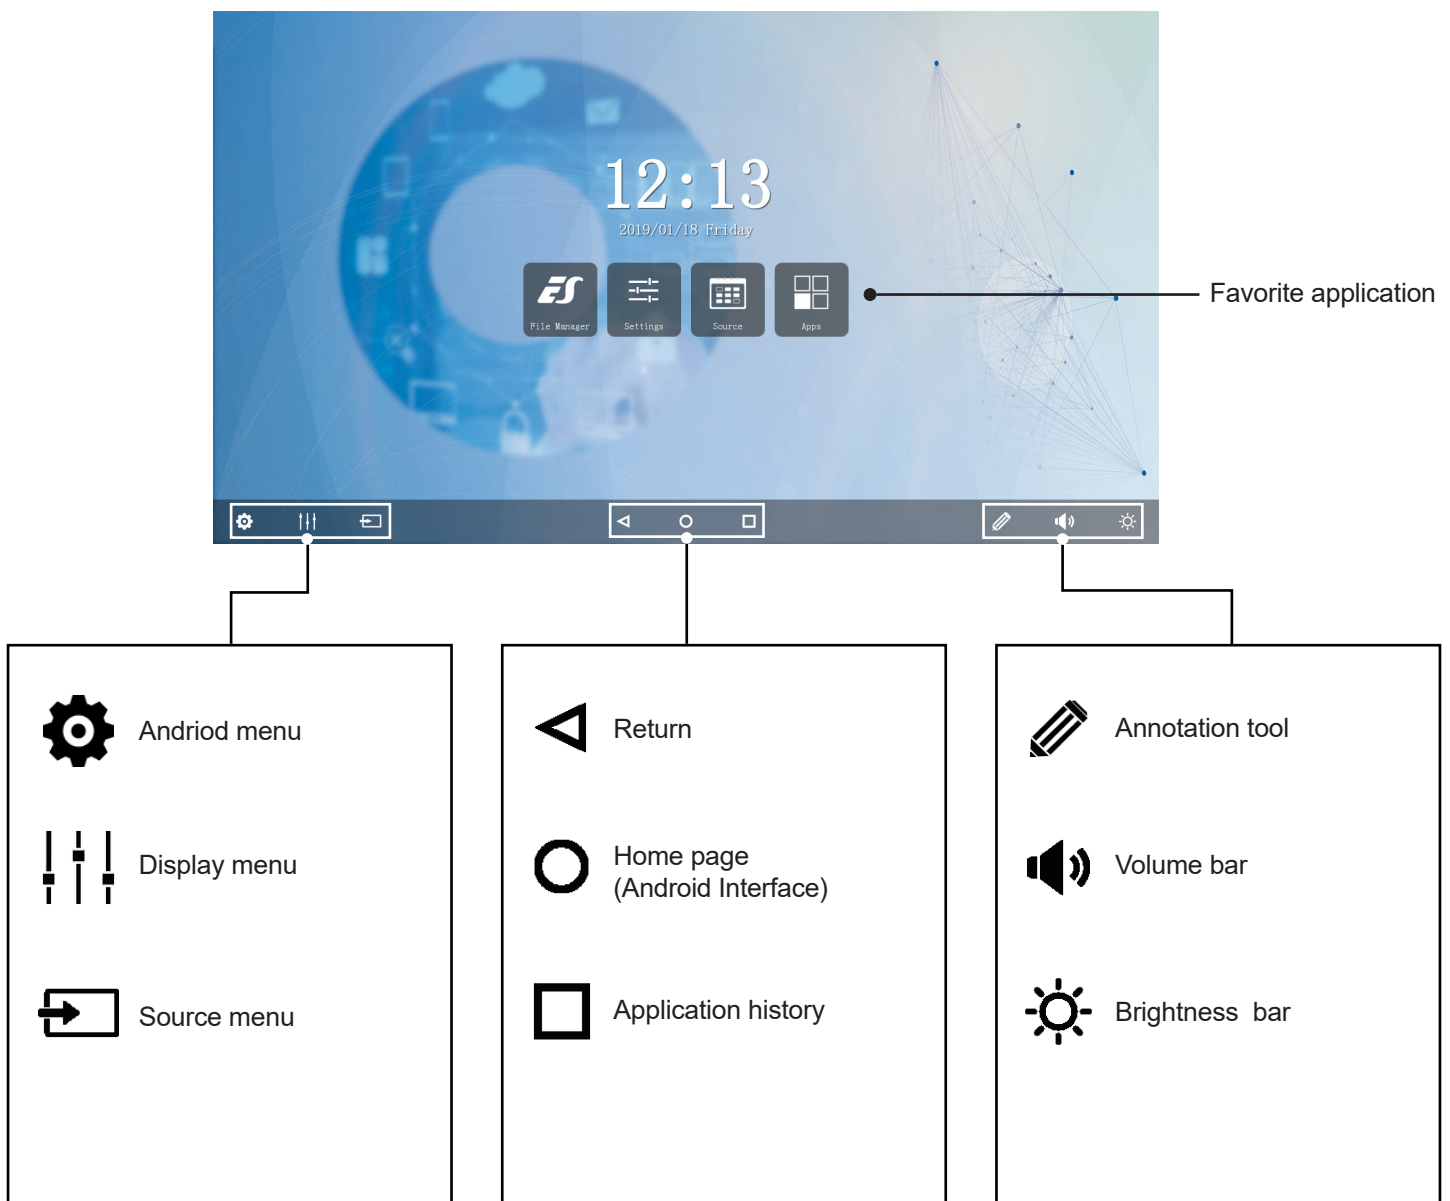 12:13
2019/01/18 Friday
ES
File Manager
Settings
Source
Apps
Favorite application
Andriod menu
Display menu
Source menu
Return
Home page
(Android Interface)
Application history
Annotation tool
Volume bar
Brightness bar